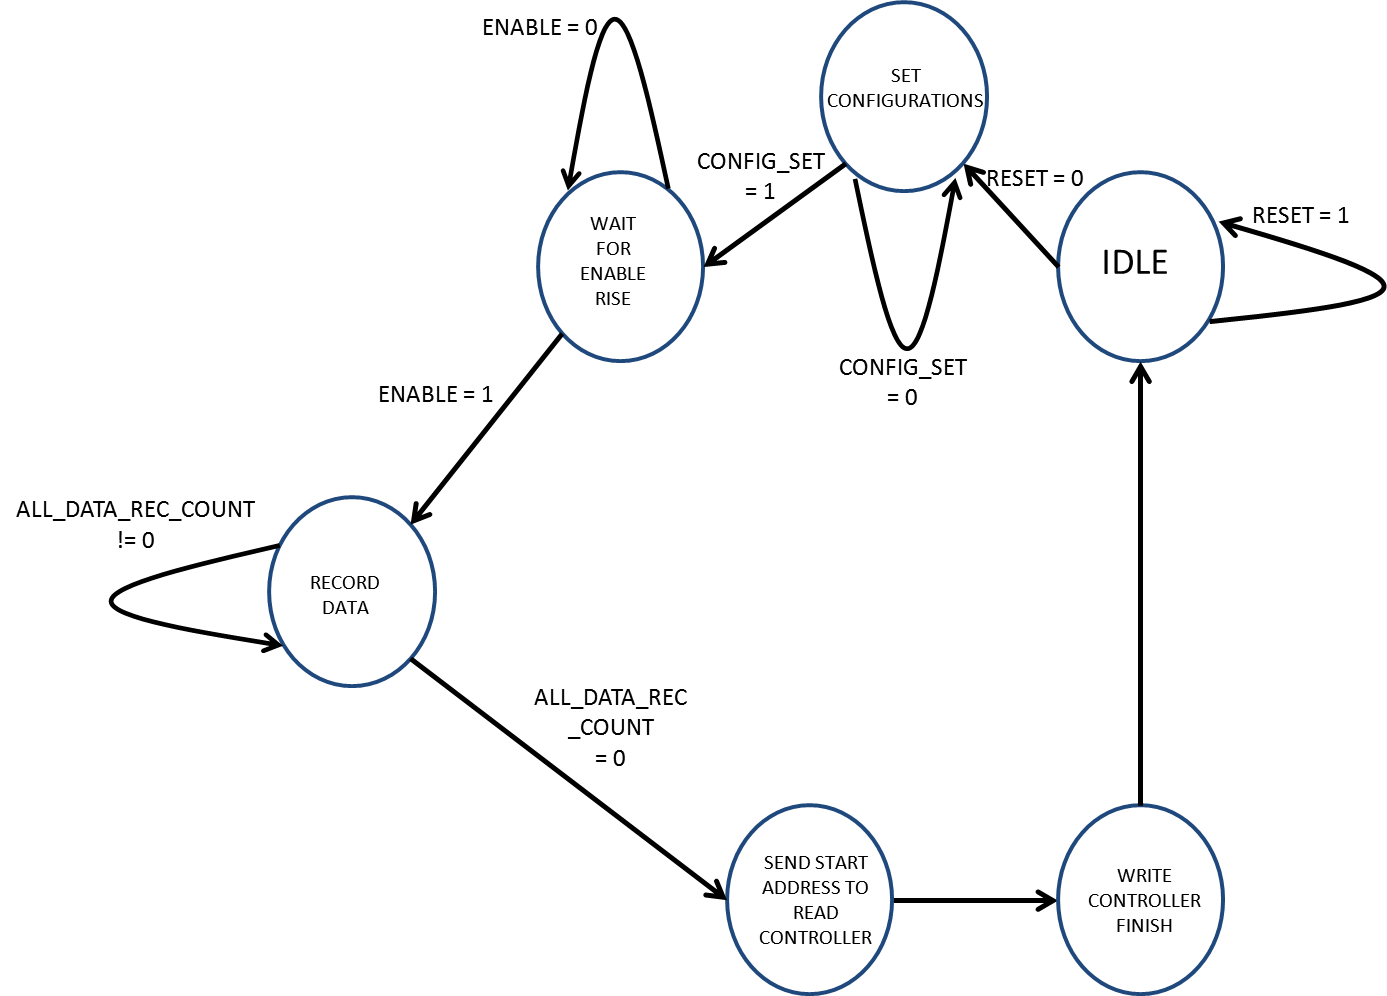 ENABLE = 0
SET
CONFIGURATIONS
CONFIG_SET
= 1
RESET = 0
RESET = 1
WAIT
FOR
ENABLE
RISE
IDLE
CONFIG_SET
= 0
ENABLE = 1
ALL_DATA_REC_COUNT
!= 0
RECORD
DATA
ALL_DATA_REC
_COUNT
= 0
SEND START
ADDRESS TO
READ
CONTROLLER
WRITE
CONTROLLER
FINISH